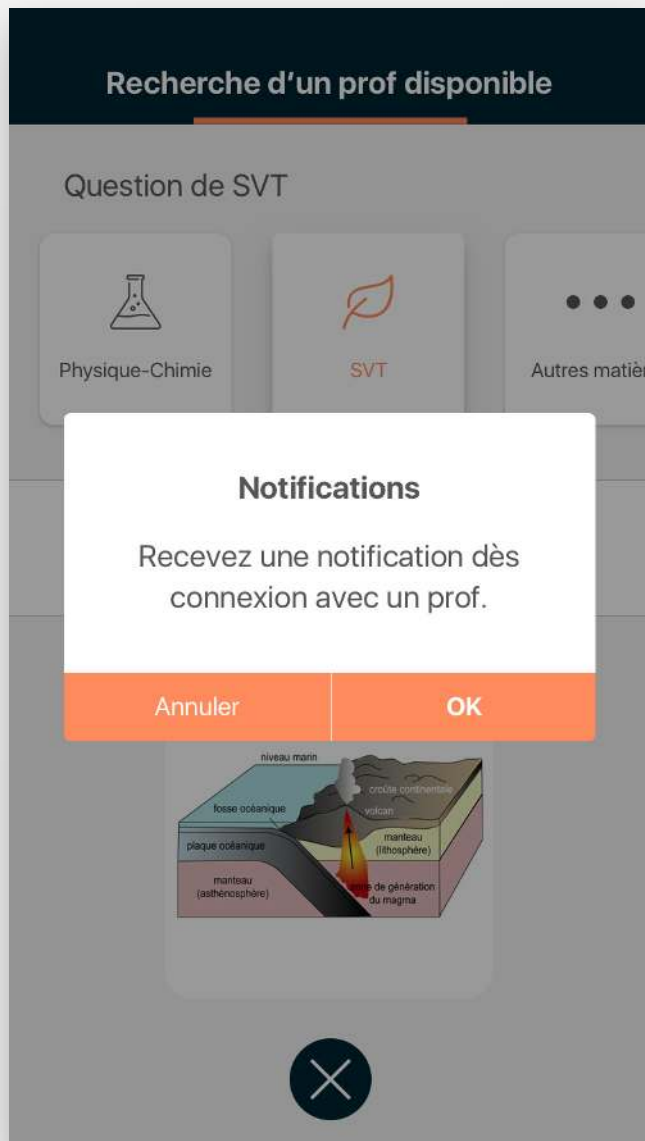 Recherche d’un prof disponible
Question de SVT
Physique-Chimie
SVT
Autres matièr
Notifications
Recevez une notification dès
connexion avec un prof.
Annuler
OK
niveau marin
croûte continentale
fosse océanique
volcan
plaque océanique
manteau
(lithosphère)
manteau
(asthénosphère)
de génération
du magma